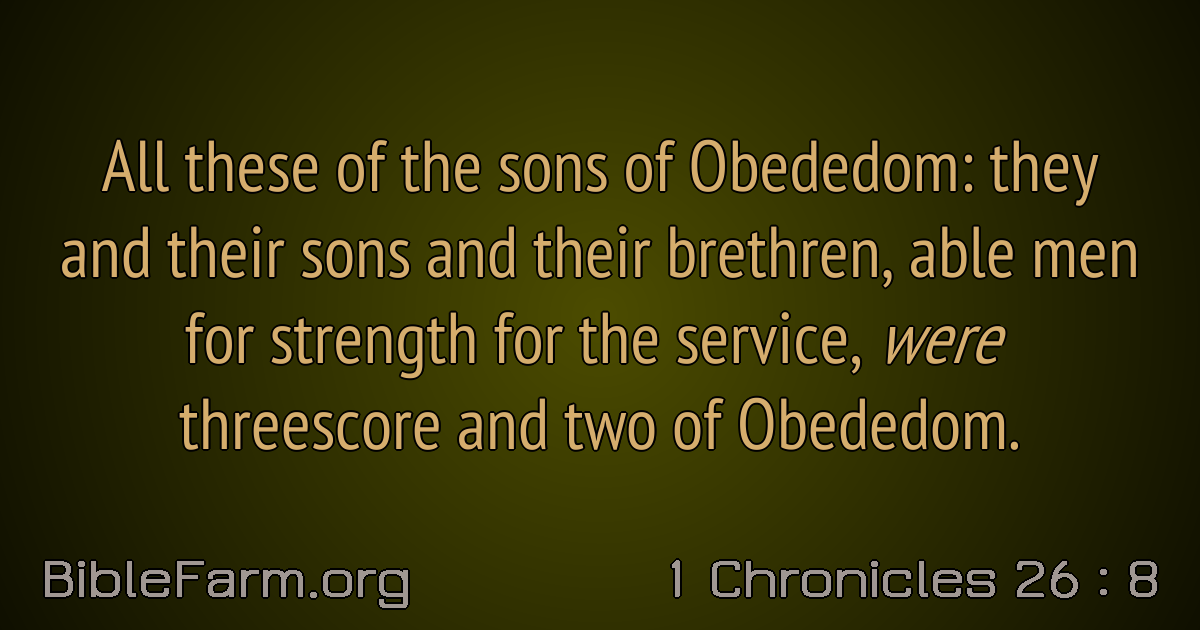 All these of the sons of Obededom: they
and their sons and their brethren, able men
for strength for the service, were
threescore and two of Obededom.
BibleFarm.org
1 Chronicles 26 : 8